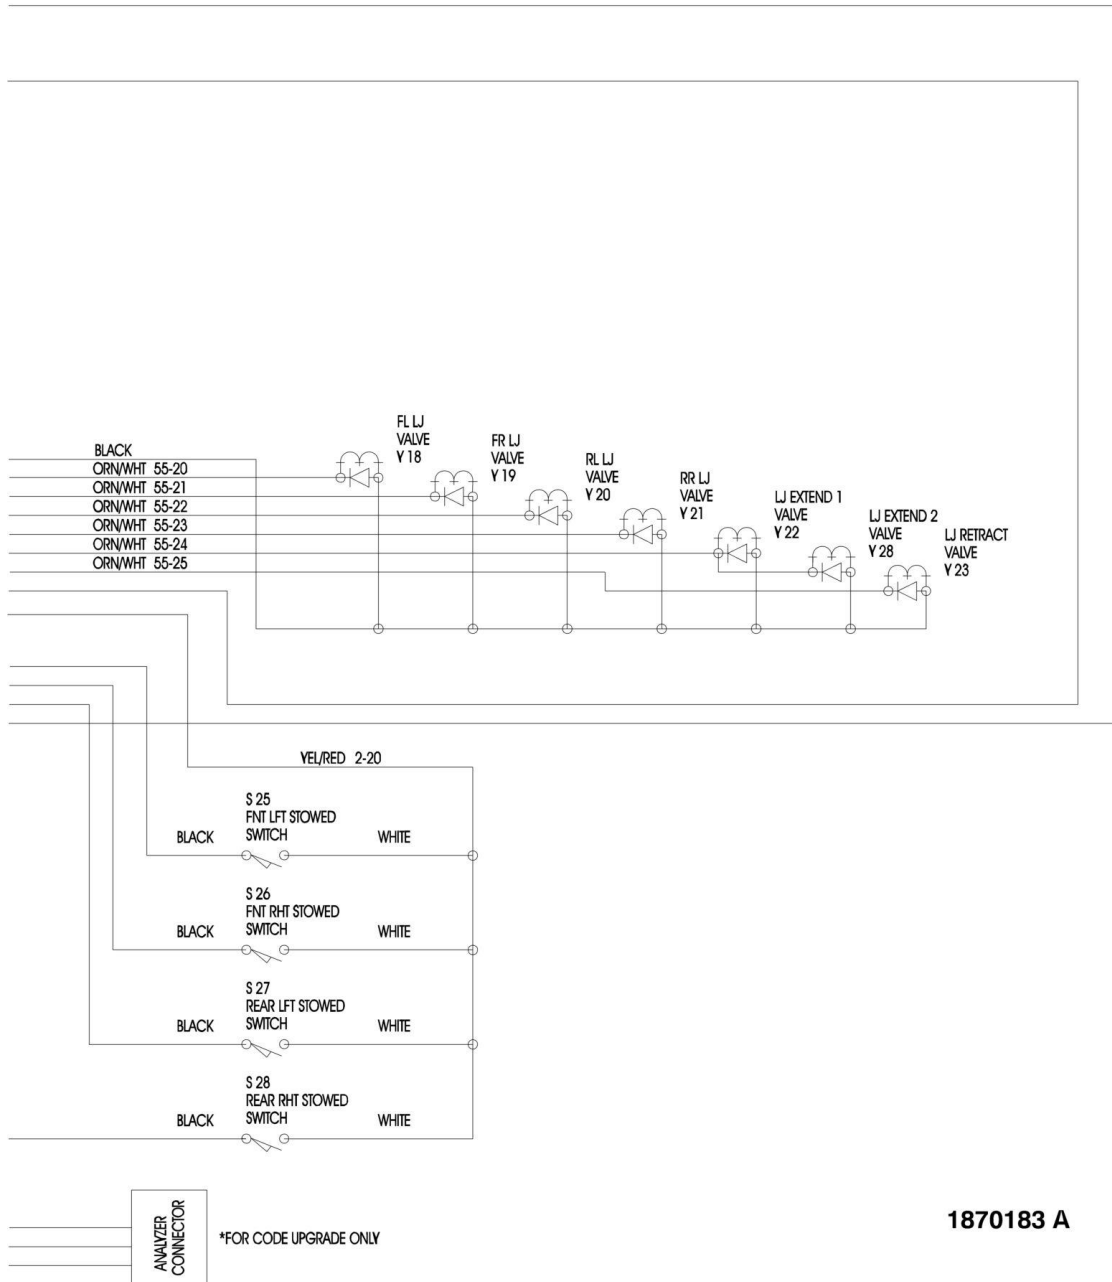 BLACK
ORN/WHT 55-20
ORN/WHT 55-21
ORN/WHT 55-22
ORN/WHT 55-23
ORN/WHT 55-24
ORN/WHT 55-25
FL LJ
VALVE
Y 18
FR LJ
VALVE
Y 19
RL LJ
VALVE
Y 20
RR LJ
VALVE
Y 21
LJ EXTEND 1
VALVE
Y 22
LJ EXTEND 2
VALVE
Y 28
LJ RETRACT
VALVE
Y 23
YEL/RED 2-20
S 25
FNT LFT STOWED
SWITCH
BLACK
WHITE
S 26
FNT RHT STOWED
SWITCH
BLACK
WHITE
S 27
REAR LFT STOWED
SWITCH
BLACK
WHITE
S 28
REAR RHT STOWED
SWITCH
BLACK
WHITE
ANALYZER
CONNECTOR
*FOR CODE UPGRADE ONLY
1870183 A